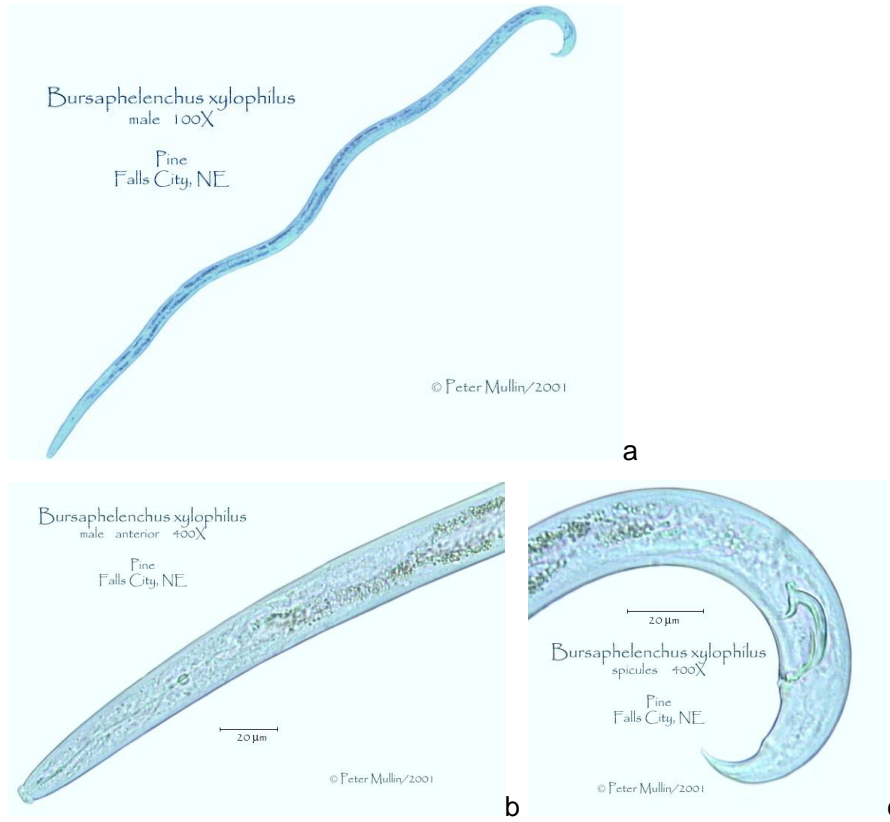 Bursaphelenchus xylophilus
male 100X
Pine
Falls City, NE
© Peter Mullin/2001
a
Bursaphelenchus xylophilus
male anterior 400X
Pine
Falls City, NE
20 µm
© Peter Mullin/2001
b
20 µm
Bursaphelenchus xylophilus
spicules 400X
Pine
Falls City, NE
© Peter Mullin/2001